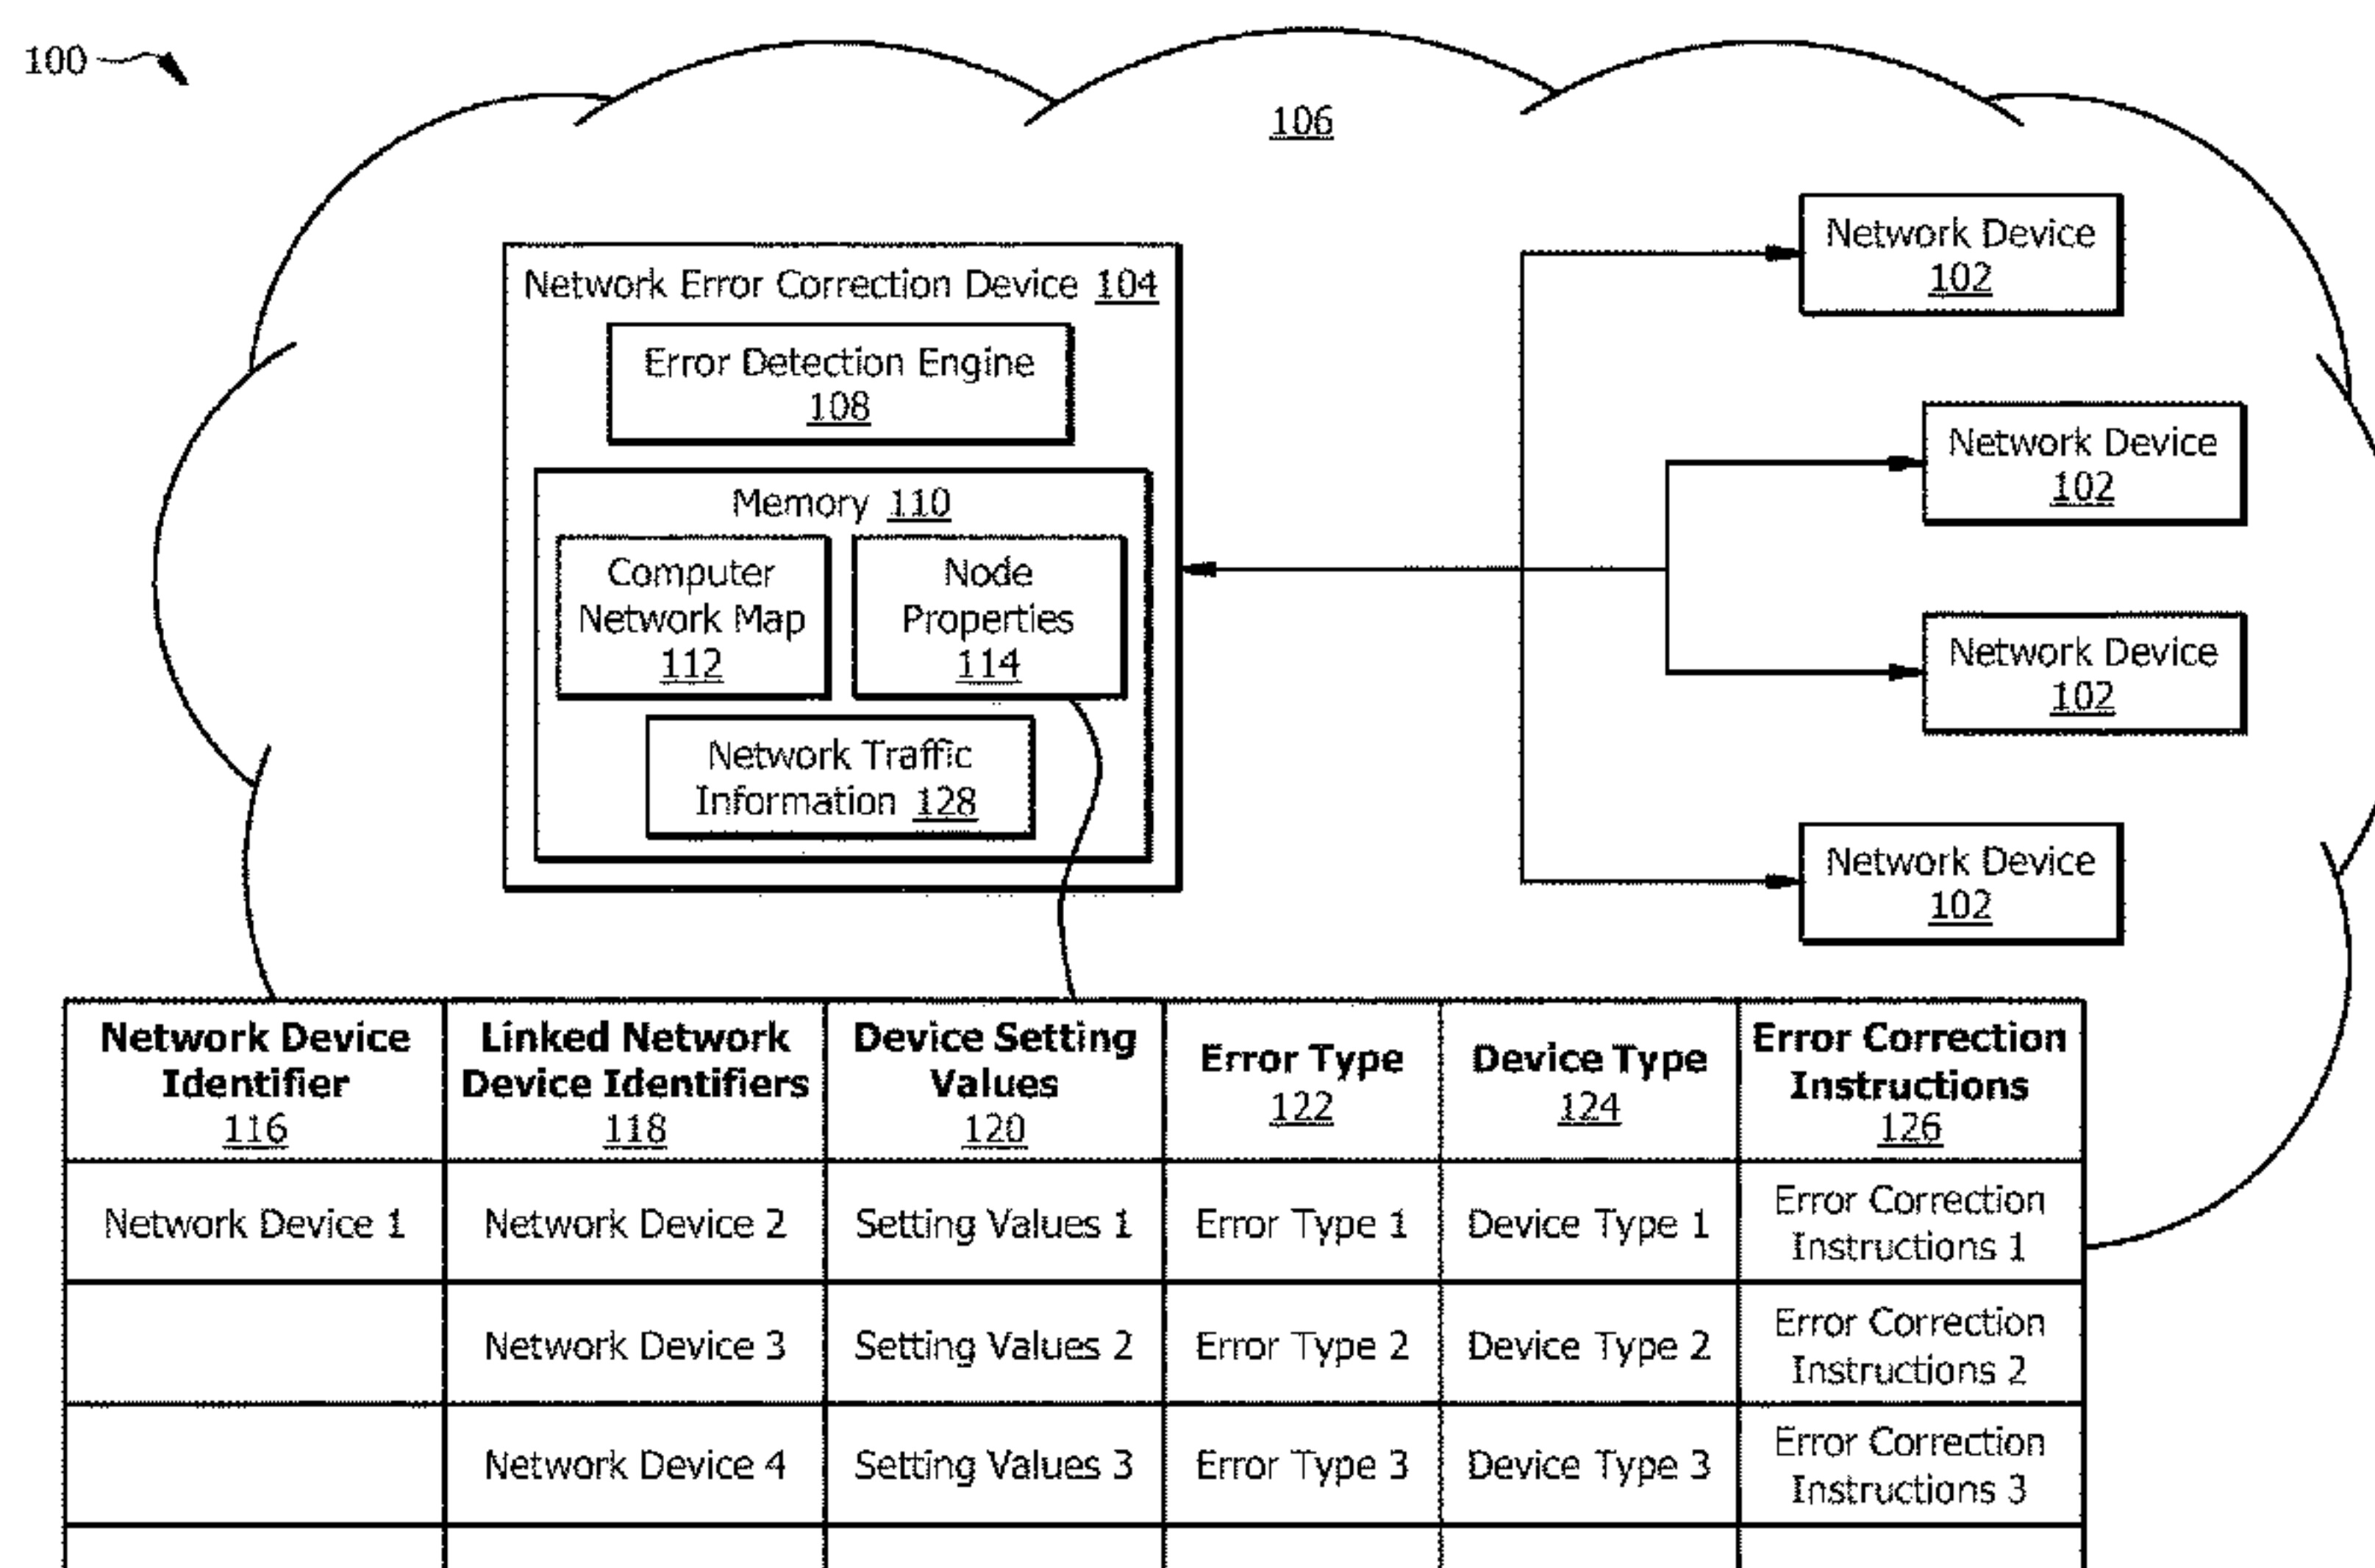 100
106
Network Error Correction Device 104
Error Detection Engine
108
Memory 110
Computer
Network Map
112
Node
Properties
114
Network Traffic
Information 128
Network Device
102
Network Device
102
Network Device
102
Network Device
102
Network Device
Identifier
116
Linked Network
Device Identifiers
118
Device Setting
Values
120
Error Type
122
Device Type
124
Error Correction
Instructions
126
Network Device 1
Network Device 2
Setting Values 1
Error Type 1
Device Type 1
Error Correction
Instructions 1
Network Device 3
Setting Values 2
Error Type 2
Device Type 2
Error Correction
Instructions 2
Network Device 4
Setting Values 3
Error Type 3
Device Type 3
Error Correction
Instructions 3